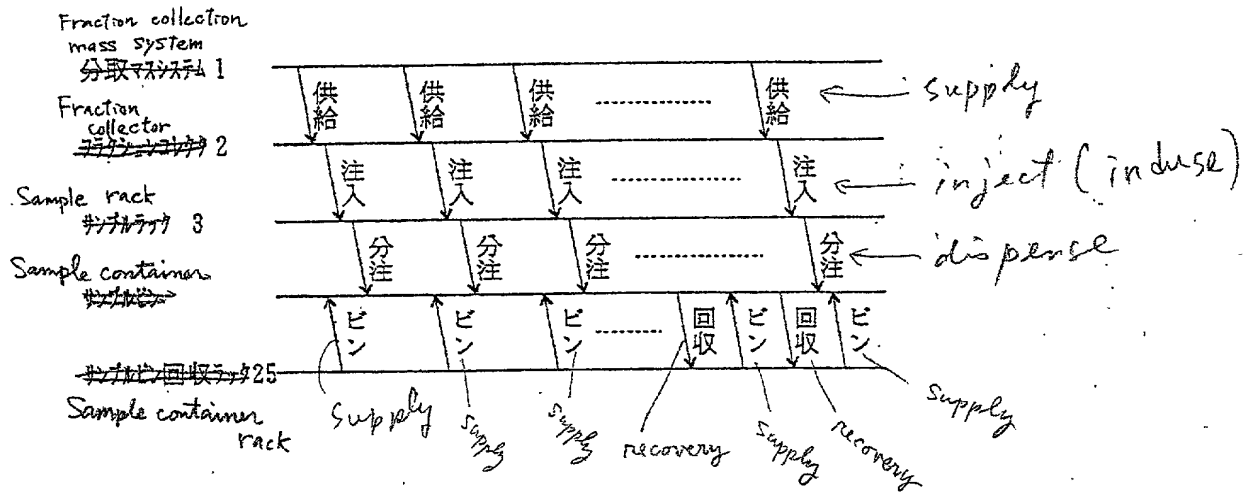 Fraction collection
mass system
分取マスシステム 1
供給 供給 供給 ............... 供給 supply
Fraction
collector
フラクションコレクタ 2
注入 注入 注入 ............... 注入 inject (induse)
Sample rack
サンプルラック 3
分注 分注 分注 ............... 分注 dispense
Sample container
サンプルビン
ビン ビン ビン ......... 回収 ビン 回収 ビン
サンプルビン回収ラック25
Sample container
rack
supply supply supply recovery supply recovery supply